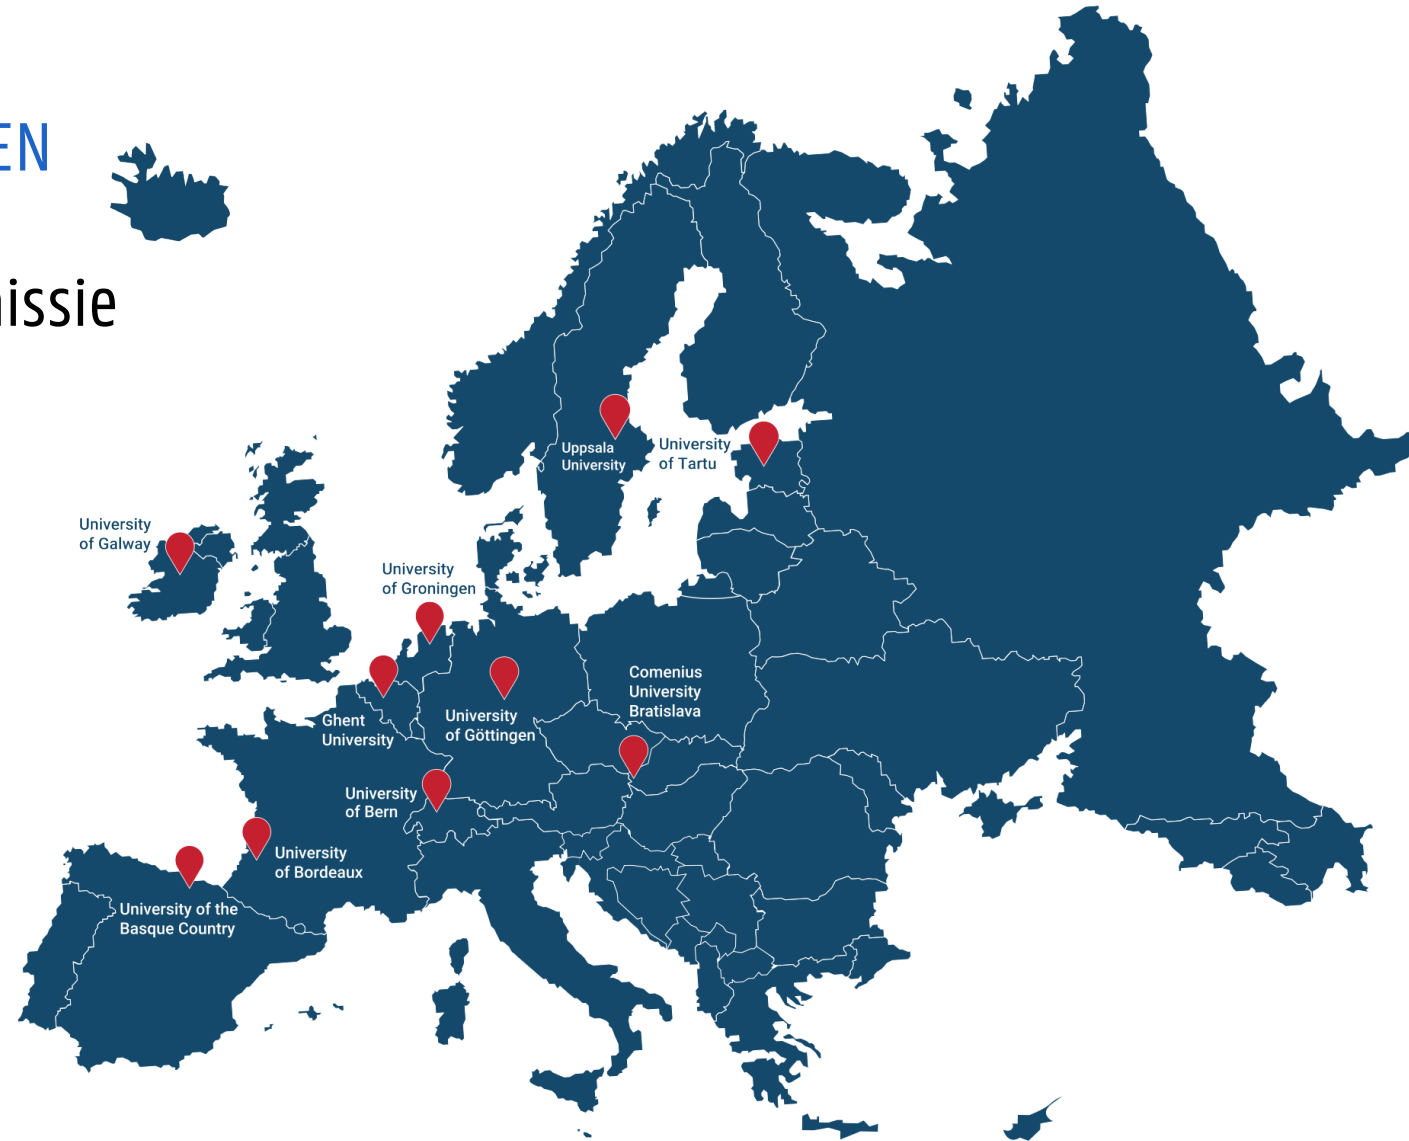 EN
issie
Uppsala
University
University
of Tartu
University
of Galway
University
of Groningen
Comenius
University
Bratislava
Ghent
University
University
of Göttingen
University
of Bern
University
of Bordeaux
University of the
Basque Country